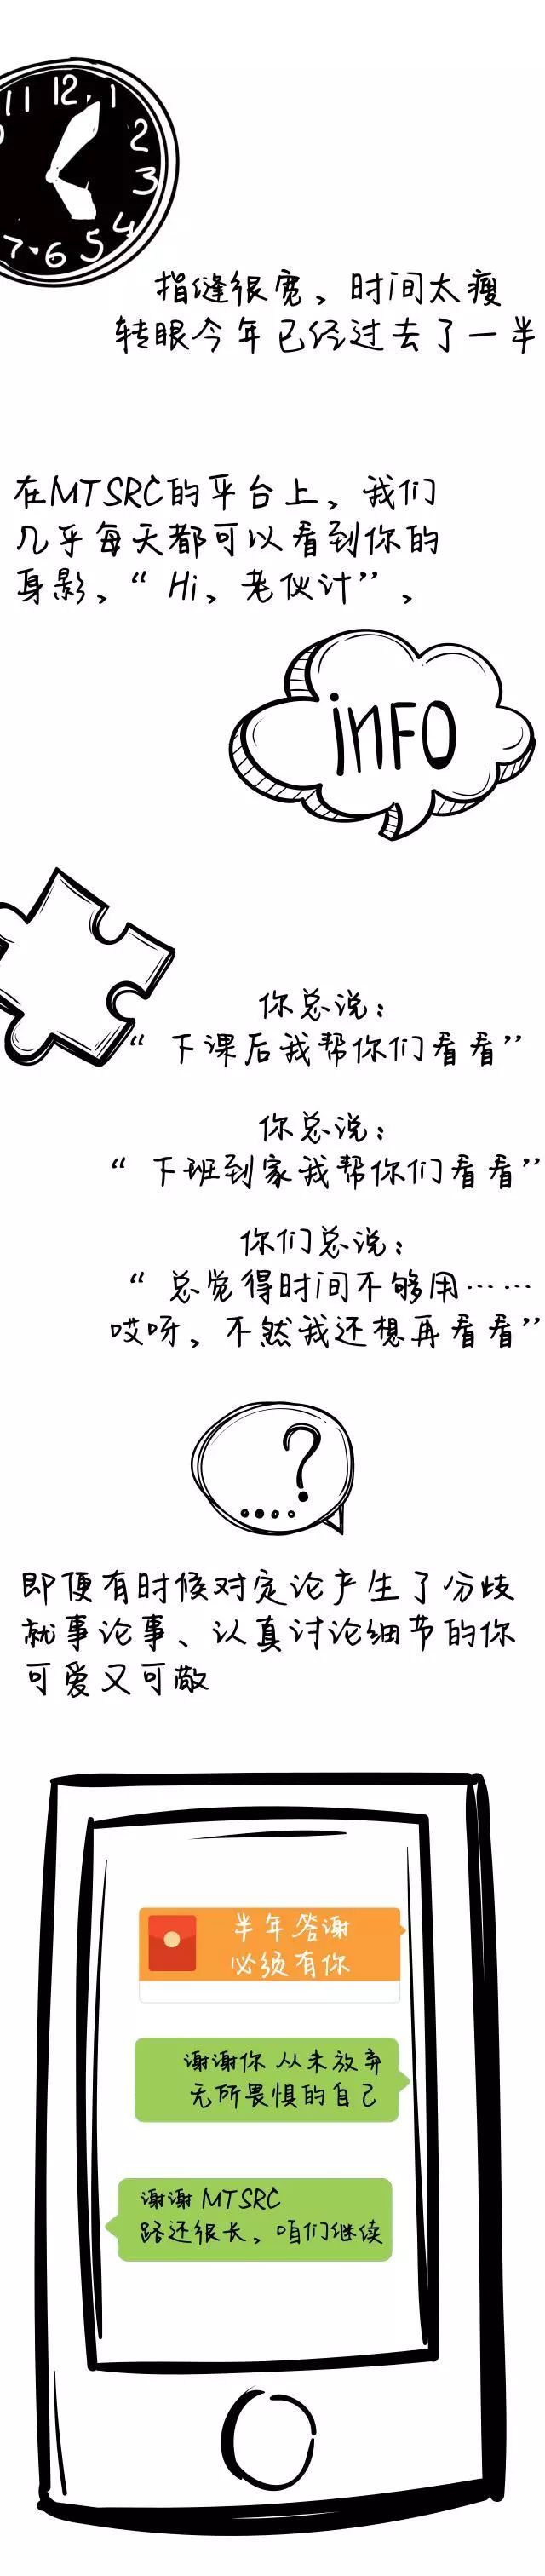 11 12 1
2
3
4
5
6
7
指缝很宽，时间太瘦
转眼今年已经过去了一半
在MTSRC的平台上，我们
几乎每天都可以看到你的
身影，“Hi，老伙计”，
iNFO
你总说：
“下课后我帮你们看看”
你总说：
“下班到家我帮你们看看”
你们总说：
“总觉得时间不够用……
哎呀，不然我还想再看看”
?
....
即便有时候对定论产生了分歧
就事论事、认真讨论细节的你
可爱又可敬
半年答谢
必须有你
谢谢你 从未放弃
无所畏惧的自己
谢谢 MTSRC
路还很长，咱们继续